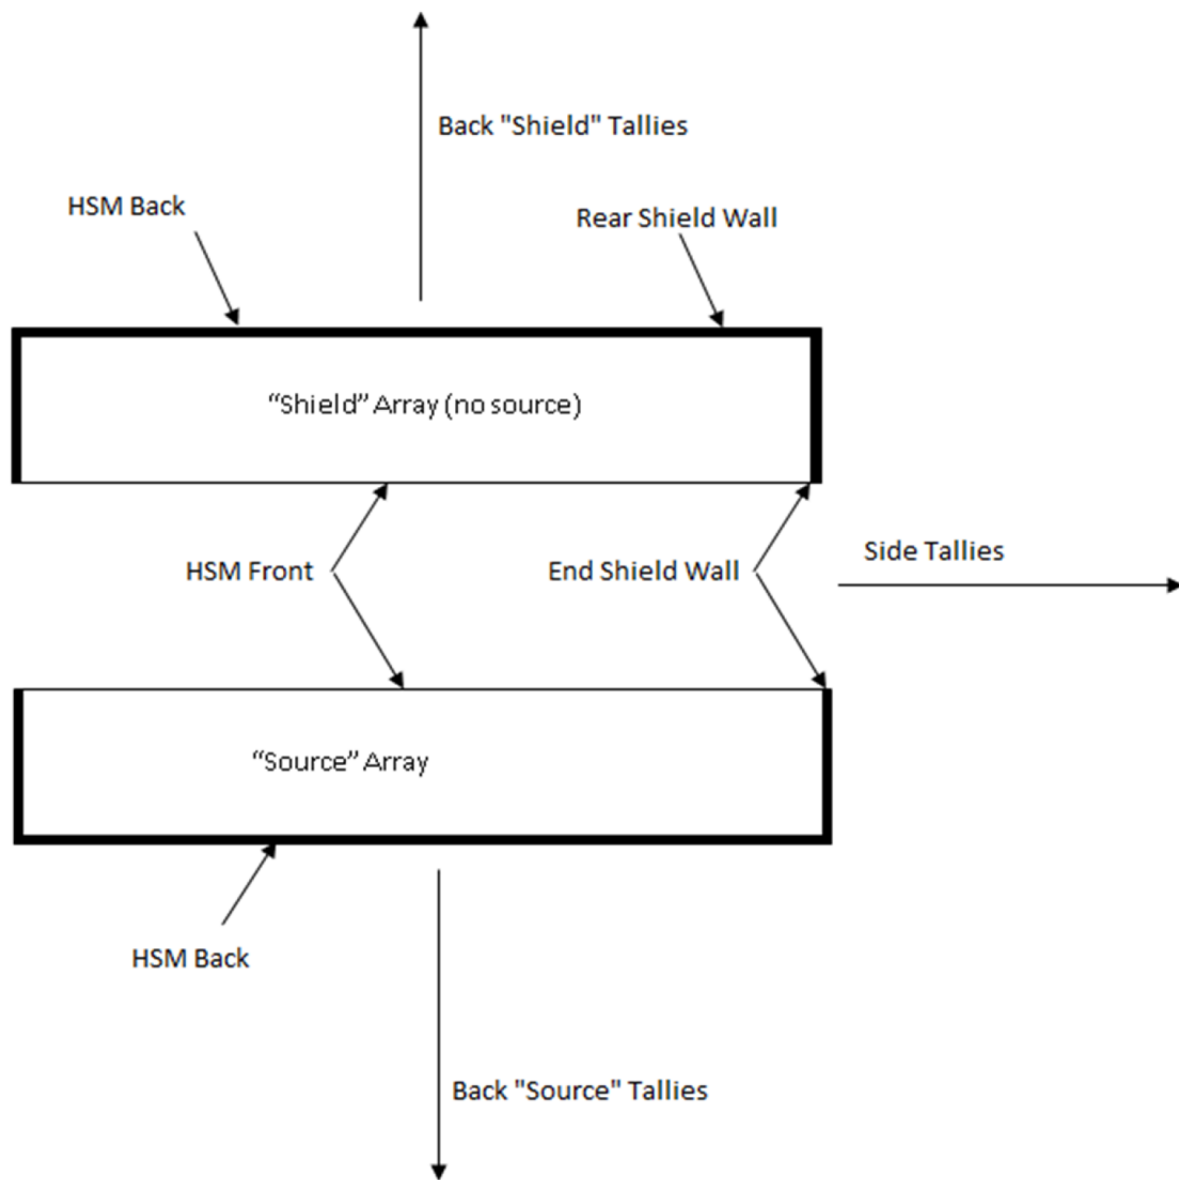 Back "Shield" Tallies
HSM Back
Rear Shield Wall
“Shield” Array (no source)
HSM Front
End Shield Wall
Side Tallies
“Source” Array
HSM Back
Back "Source" Tallies